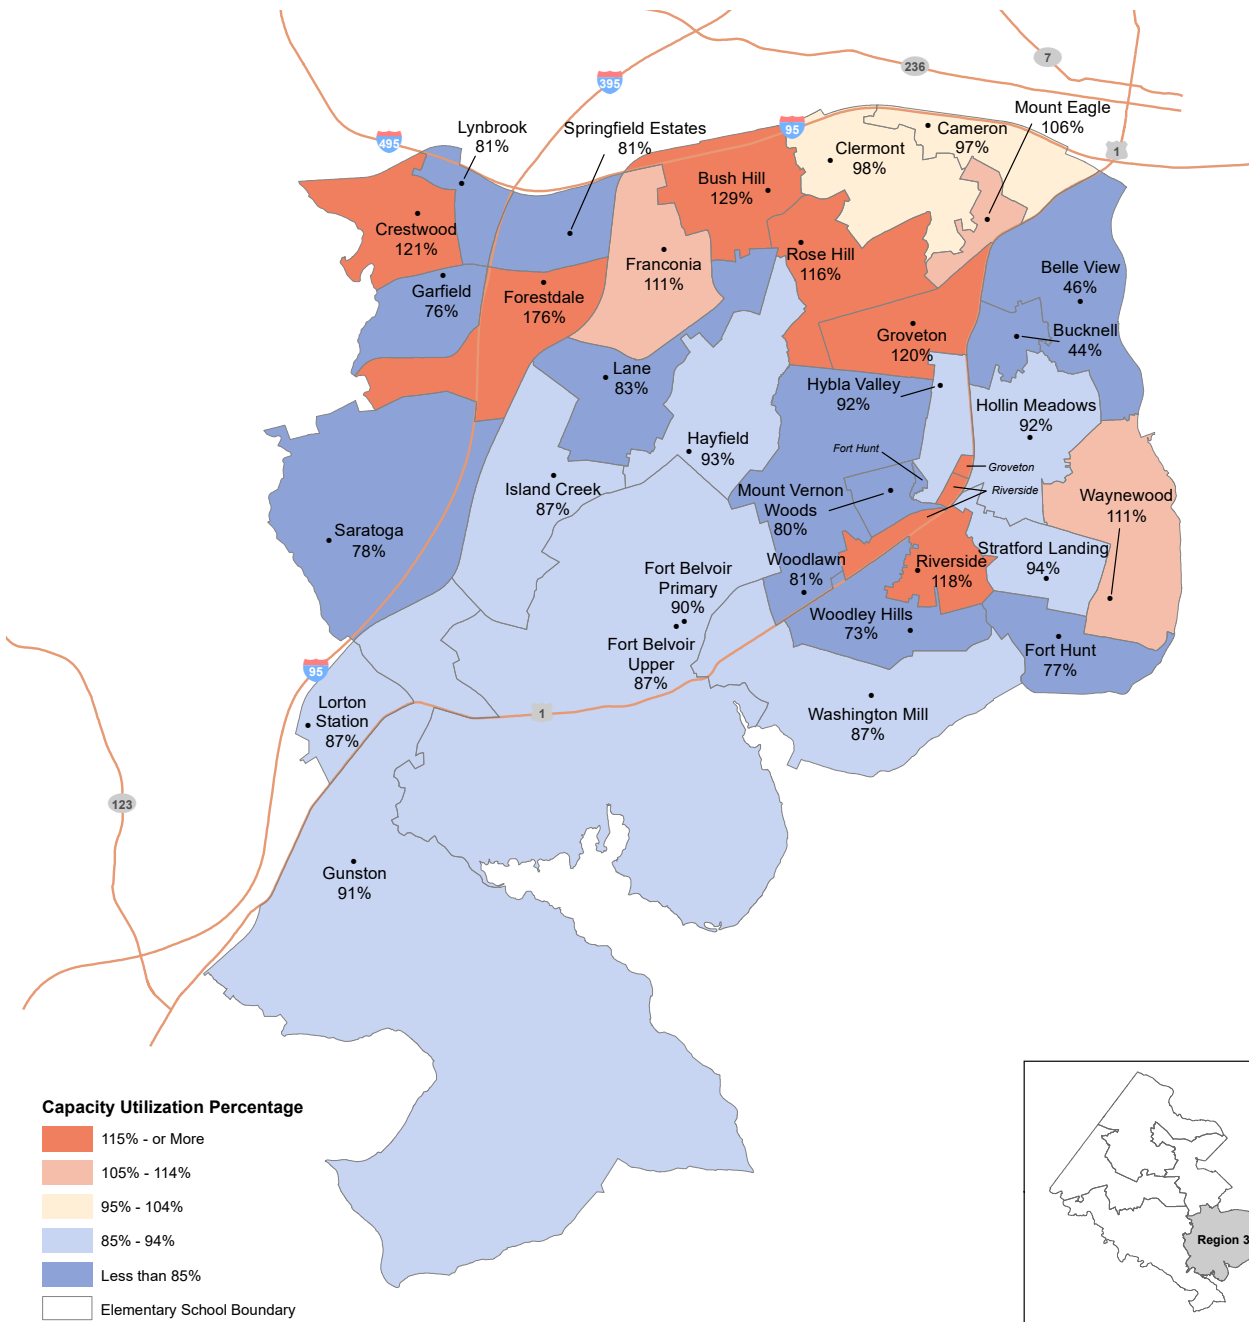 7
236
395
Mount Eagle
106%
Lynbrook
81%
Springfield Estates
81%
95
Cameron
97%
495
Clermont
98%
1
Bush Hill
129%
Crestwood
121%
Rose Hill
116%
Franconia
111%
Belle View
46%
Garfield
76%
Forestdale
176%
Groveton
120%
Bucknell
44%
Lane
83%
Hybla Valley
92%
Hollin Meadows
92%
Hayfield
93%
Fort Hunt
Groveton
Riverside
Island Creek
87%
Mount Vernon
Woods
80%
Waynewood
111%
Saratoga
78%
Stratford Landing
94%
Woodlawn
81%
Riverside
118%
Fort Belvoir
Primary
90%
Woodley Hills
73%
Fort Belvoir
Upper
87%
Fort Hunt
77%
95
Lorton
Station
87%
1
Washington Mill
87%
123
Gunston
91%
Capacity Utilization Percentage
115% - or More
105% - 114%
95% - 104%
85% - 94%
Less than 85%
Elementary School Boundary
Region 3